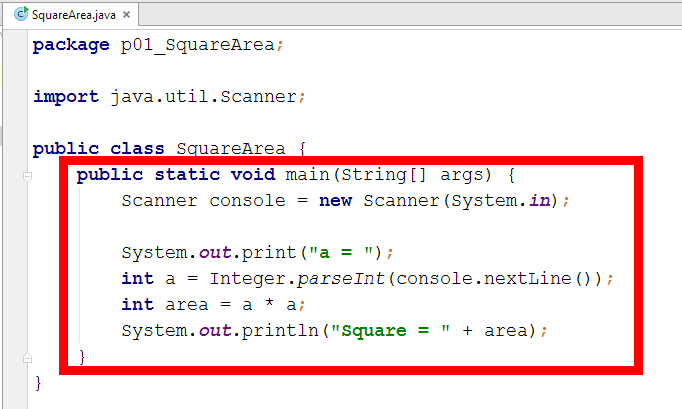 SquareArea.java ×
package p01_SquareArea;
import java.util.Scanner;
public class SquareArea {
public static void main(String[] args) {
Scanner console = new Scanner(System.in);
System.out.print("a = ");
int a = Integer.parseInt(console.nextLine());
int area = a * a;
System.out.println("Square = " + area);
}
}